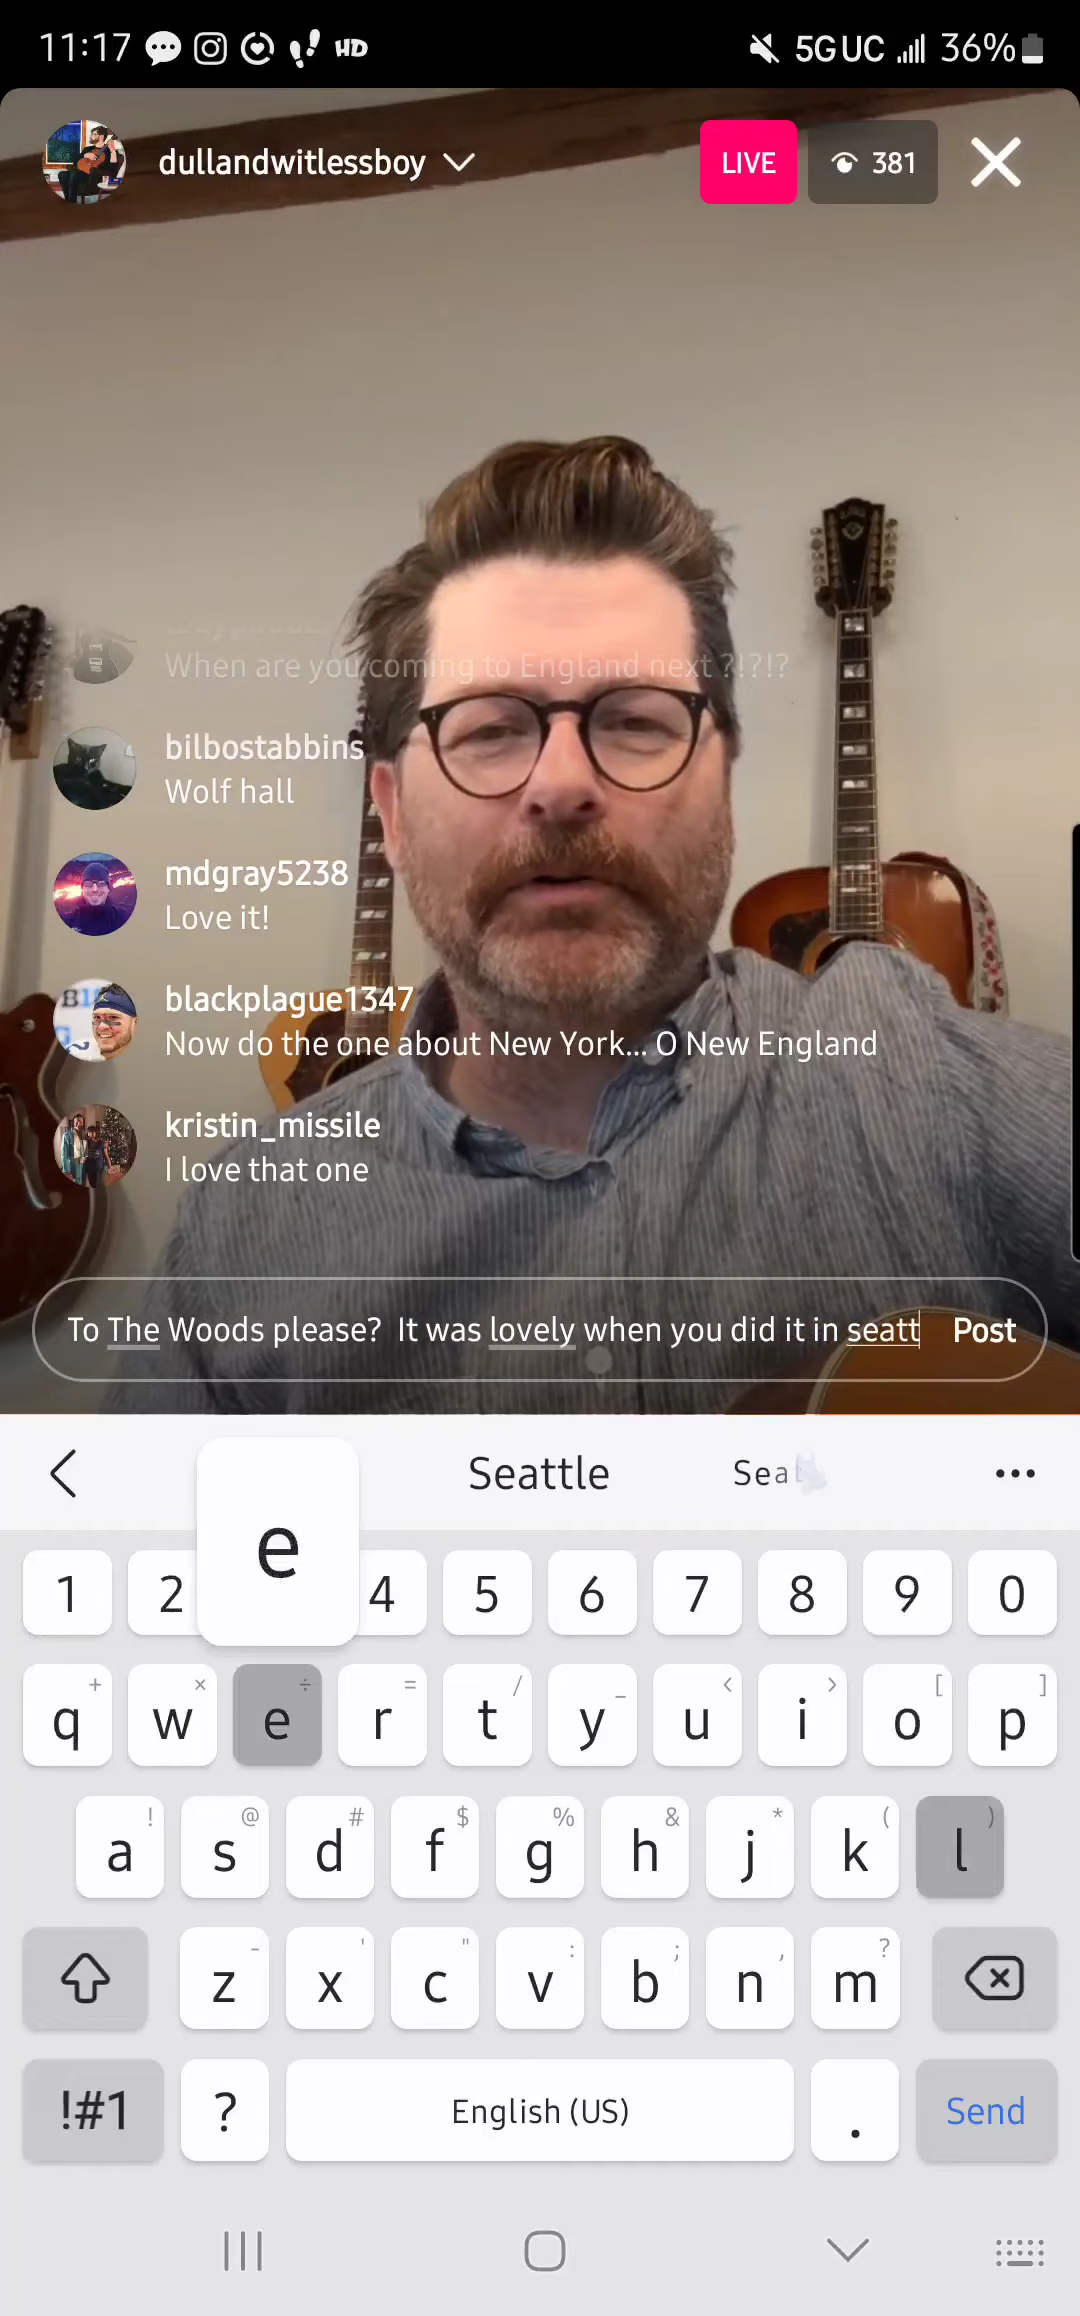 11:17 HD 5G UC 36%
dullandwitlessboy LIVE 381
When are you coming to England next ?!?!?
bilbostabbins
Wolf hall
mdgray5238
Love it!
blackplague1347
Now do the one about New York... O New England
kristin_missile
I love that one
To The Woods please?  It was lovely when you did it in seatt Post
e Seattle
1 2 4 5 6 7 8 9 0
+ × ÷ = / _ < > [ ]
q w e r t y u i o p
! @ # $ % & * ( )
a s d f g h j k l
- ' " : ; , ?
z x c v b n m
!#1 ? English (US) . Send